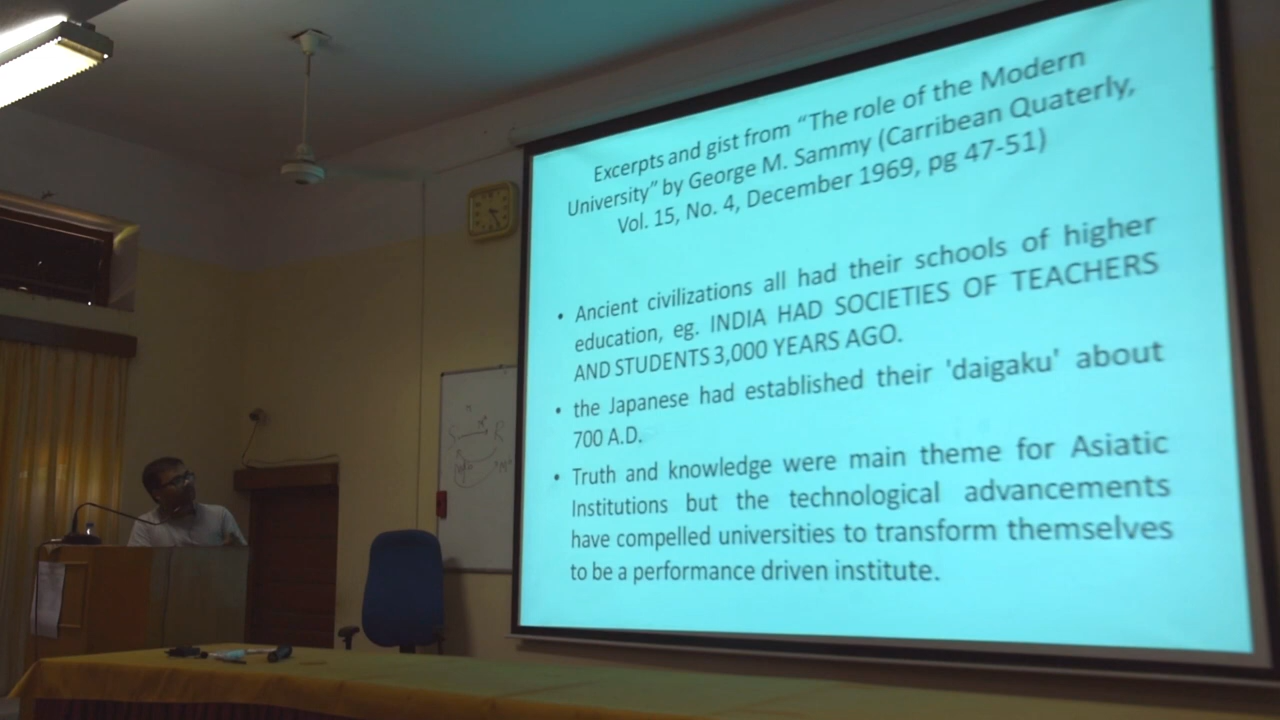 Excerpts and gist from “The role of the Modern
University” by George M. Sammy (Carribean Quaterly,
Vol. 15, No. 4, December 1969, pg 47-51)
• Ancient civilizations all had their schools of higher
education, eg. INDIA HAD SOCIETIES OF TEACHERS
AND STUDENTS 3,000 YEARS AGO.
• the Japanese had established their 'daigaku' about
700 A.D.
• Truth and knowledge were main theme for Asiatic
Institutions but the technological advancements
have compelled universities to transform themselves
to be a performance driven institute.